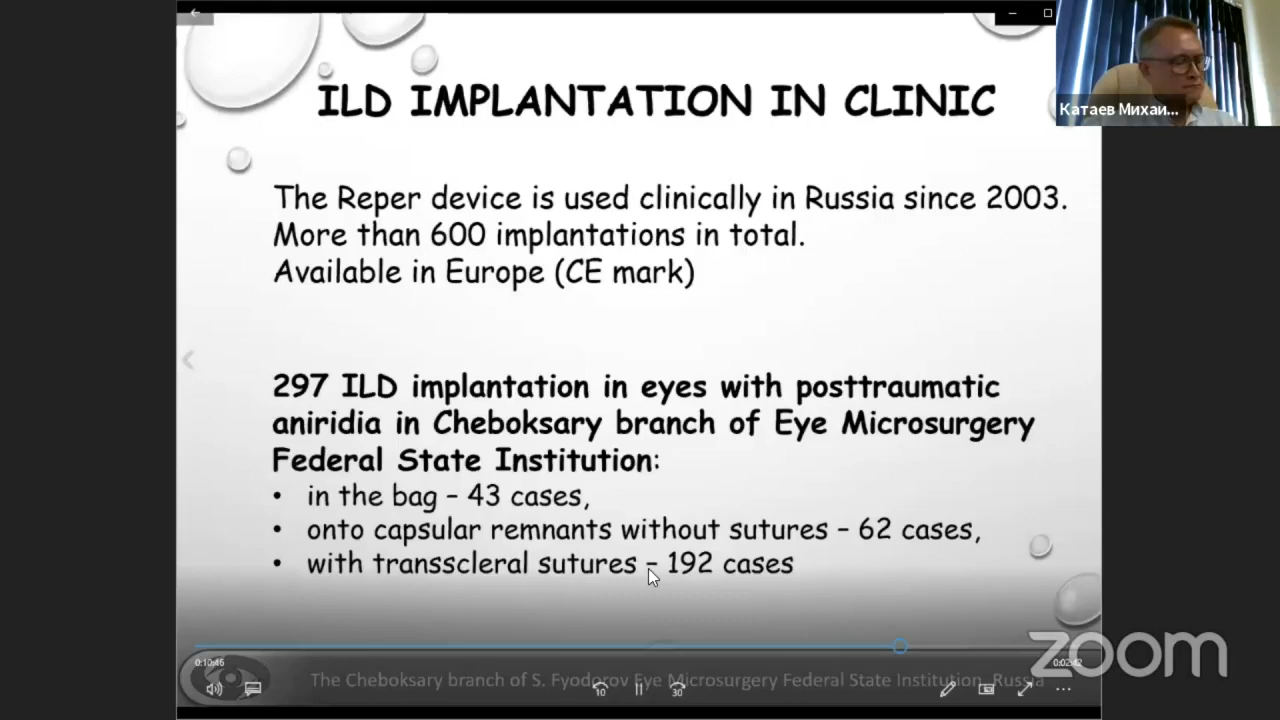 ILD IMPLANTATION IN CLINIC
Катаев Михаи...
The Reper device is used clinically in Russia since 2003.
More than 600 implantations in total.
Available in Europe (CE mark)
297 ILD implantation in eyes with posttraumatic
aniridia in Cheboksary branch of Eye Microsurgery
Federal State Institution:
• in the bag – 43 cases,
• onto capsular remnants without sutures – 62 cases,
• with transscleral sutures – 192 cases
zoom
0:10:46
0:02:42
The Cheboksary branch of S. Fyodorov Eye Microsurgery Federal State Institution, Russia
10
30